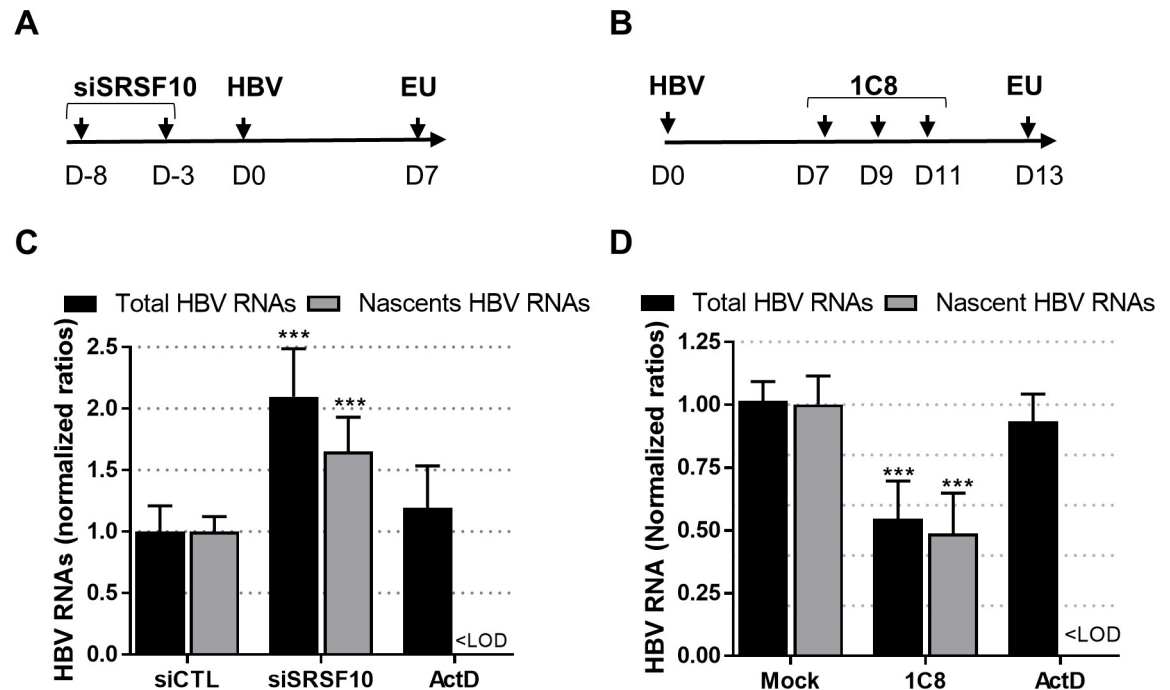 A
siSRSF10 HBV EU
D-8 D-3 D0 D7
B
HBV 1C8 EU
D0 D7 D9 D11 D13
C
Total HBV RNAs Nascents HBV RNAs
HBV RNAs (normalized ratios)
2.5
2.0
1.5
1.0
0.5
0.0
***
***
<LOD
siCTL siSRSF10 ActD
D
Total HBV RNAs Nascent HBV RNAs
HBV RNA (Normalized ratios)
1.25
1.00
0.75
0.50
0.25
0.00
***
***
<LOD
Mock 1C8 ActD